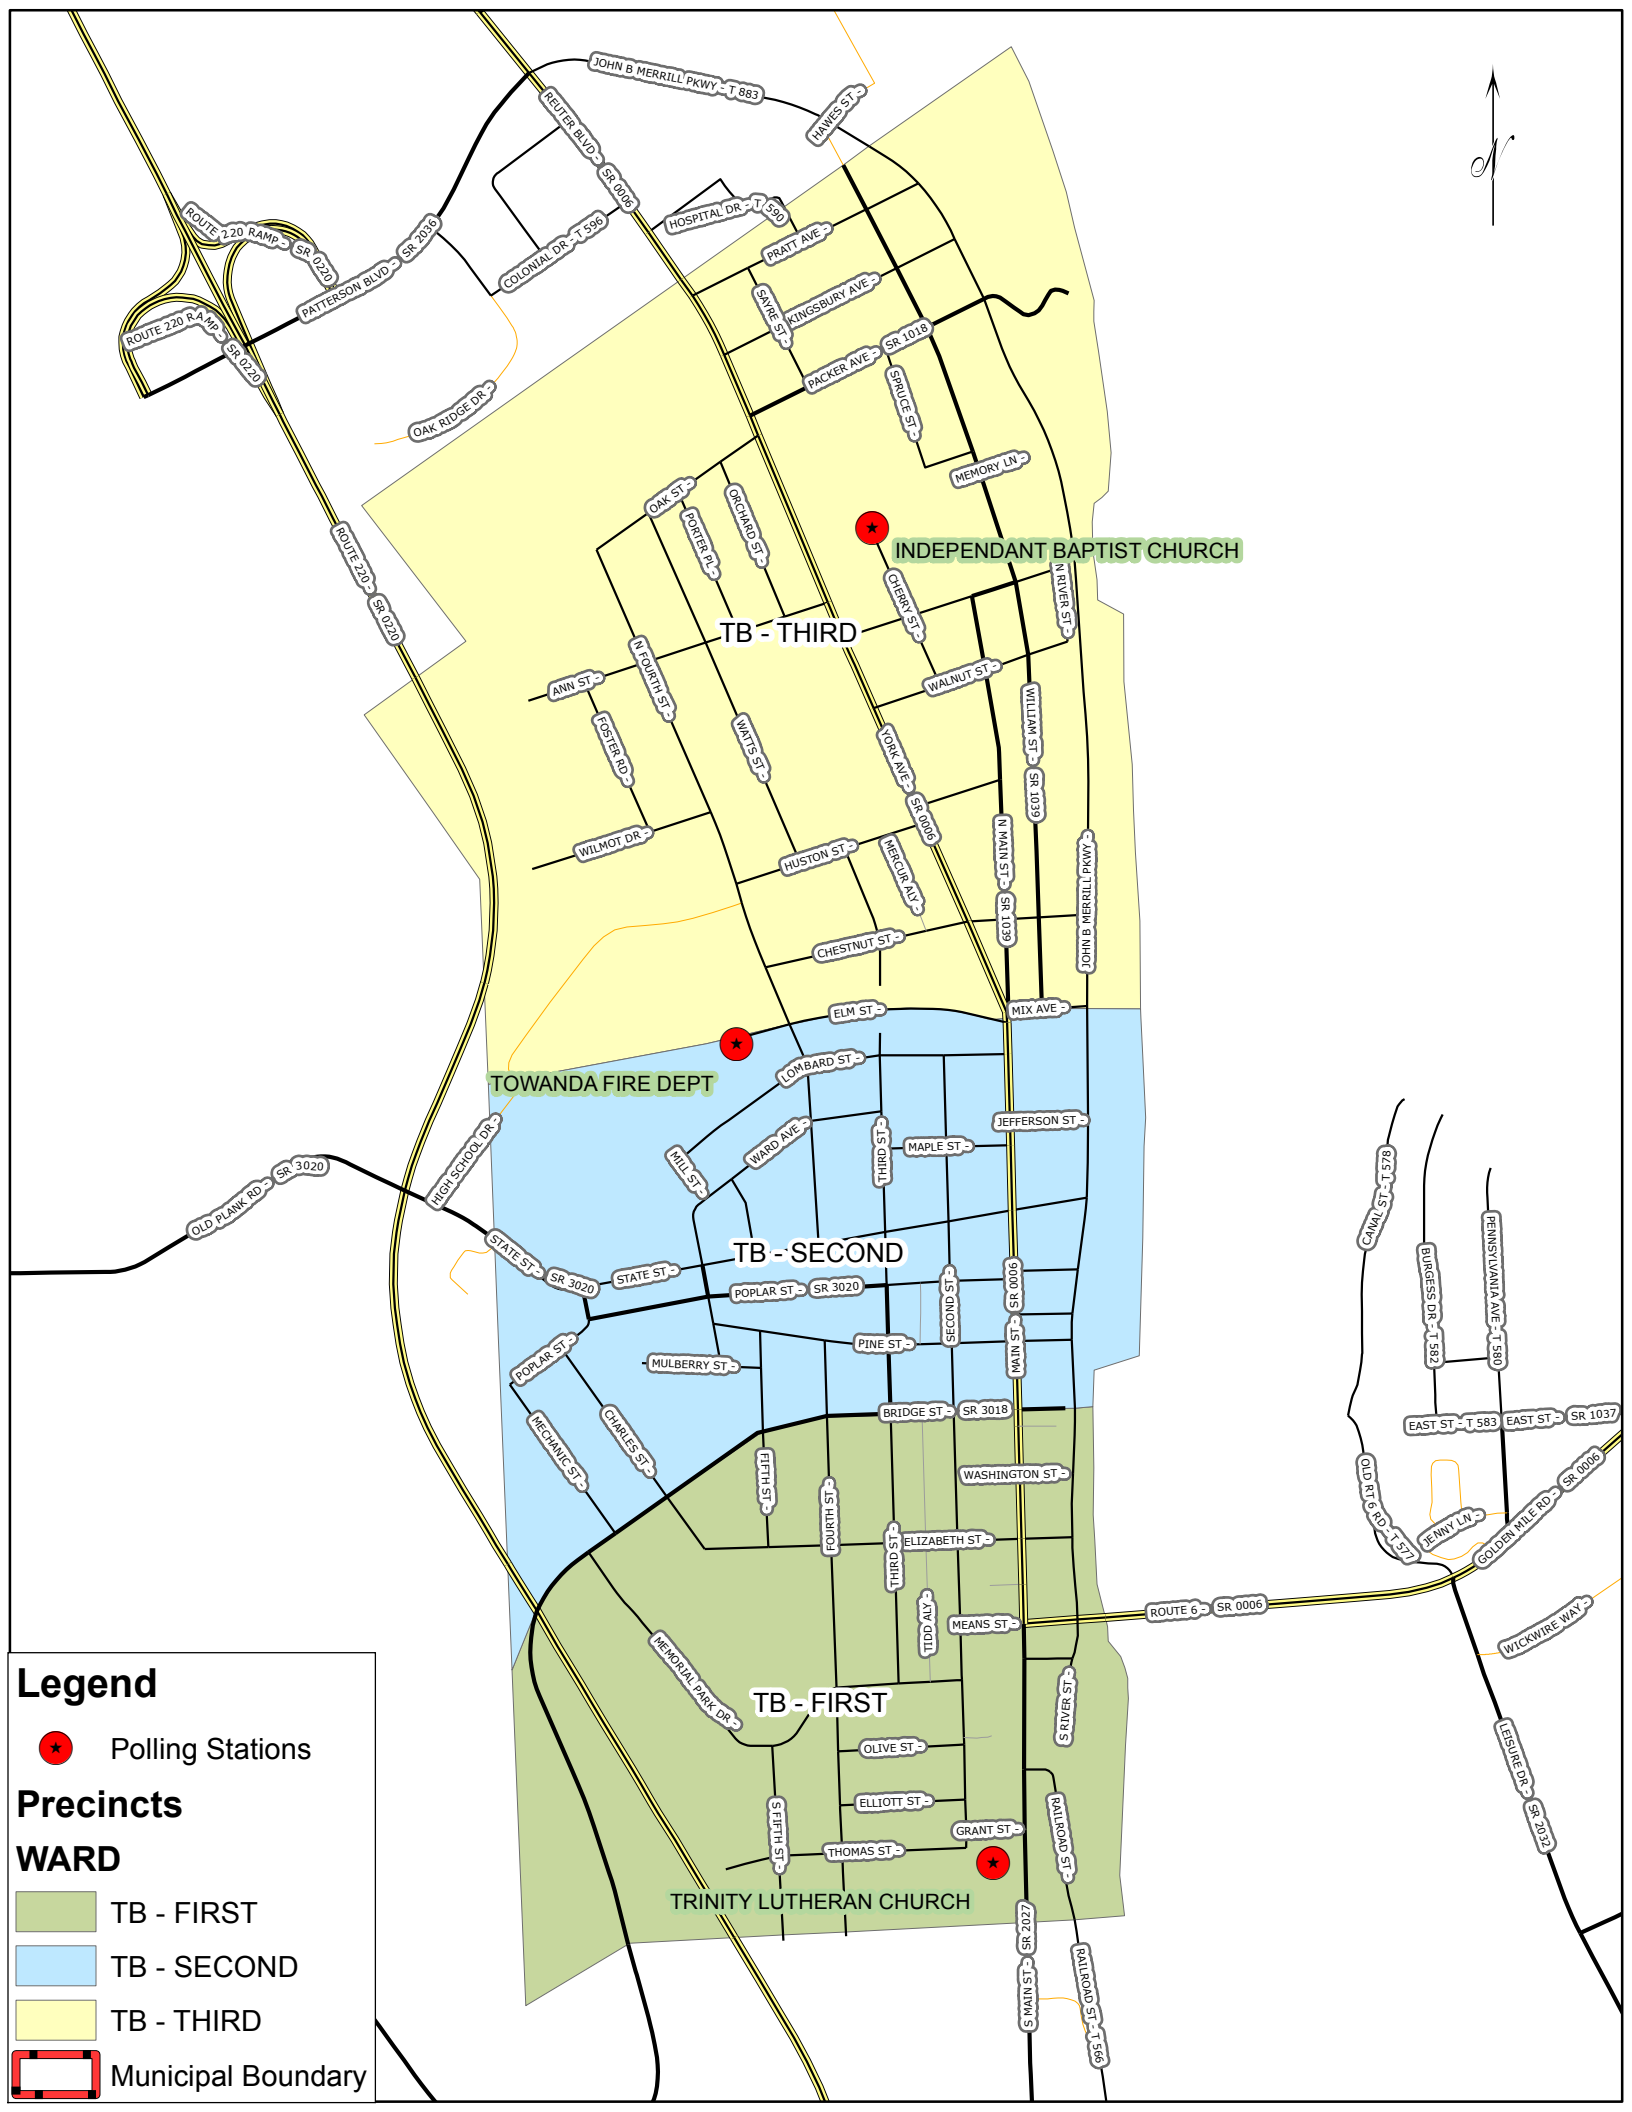 JOHN B MERRILL PKWY - T 883
HAWES ST -
REUTER BLVD -
SR 0006
ROUTE 220 RAMP -
SR 0220
PATTERSON BLVD -
SR 2036
COLONIAL DR - T 596
HOSPITAL DR - T 590
PRATT AVE -
SAYRE ST -
KINGSBURY AVE -
ROUTE 220 RAMP -
SR 0220
PACKER AVE -
SR 1018
SPRUCE ST -
OAK RIDGE DR -
MEMORY LN -
OAK ST -
PORTER PL -
ORCHARD ST -
INDEPENDANT BAPTIST CHURCH
ROUTE 220 -
SR 0220
CHERRY ST -
N RIVER ST -
TB - THIRD
N FOURTH ST -
ANN ST -
WALNUT ST -
FOSTER RD -
WATTS ST -
YORK AVE -
SR 0006
WILLIAM ST -
SR 1039
WILMOT DR -
HUSTON ST -
MERCUR ALY -
N MAIN ST -
SR 1039
JOHN B MERRILL PKWY -
CHESTNUT ST -
ELM ST -
MIX AVE -
TOWANDA FIRE DEPT
LOMBARD ST -
JEFFERSON ST -
HIGH SCHOOL DR -
MILL ST -
WARD AVE -
THIRD ST -
MAPLE ST -
OLD PLANK RD -
SR 3020
STATE ST -
SR 3020
STATE ST -
TB - SECOND
POPLAR ST -
SR 3020
SECOND ST -
SR 0006
MAIN ST -
PINE ST -
POPLAR ST -
MULBERRY ST -
CANAL ST - T 578
BURGESS DR - T 582
PENNSYLVANIA AVE - T 580
BRIDGE ST -
SR 3018
EAST ST - T 583
EAST ST -
SR 1037
MECHANIC ST -
CHARLES ST -
FIFTH ST -
FOURTH ST -
WASHINGTON ST -
THIRD ST -
ELIZABETH ST -
OLD RT 6 RD - T 577
JENNY LN -
GOLDEN MILE RD -
SR 0006
TIDD ALY -
MEANS ST -
ROUTE 6 -
SR 0006
WICKWIRE WAY -
MEMORIAL PARK DR -
TB - FIRST
S RIVER ST -
OLIVE ST -
LEISURE DR -
SR 2032
ELLIOTT ST -
S FIFTH ST -
GRANT ST -
RAILROAD ST -
THOMAS ST -
TRINITY LUTHERAN CHURCH
SR 2027
S MAIN ST -
RAILROAD ST - T 566
N
Legend
Polling Stations
Precincts
WARD
TB - FIRST
TB - SECOND
TB - THIRD
Municipal Boundary